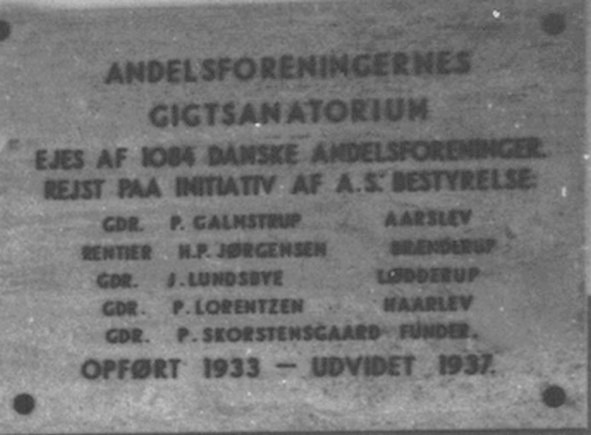 ANDELSFORENINGERNES
GIGTSANATORIUM
EJES AF 1084 DANSKE ANDELSFORENINGER.
REJST PAA INITIATIV AF A.S. BESTYRELSE:
GDR. P. GALMSTRUP AARSLEV
RENTIER H.P. JØRGENSEN BRENDERUP
GDR. J. LUNDSBYE LØDDERUP
GDR. P. LORENTZEN HAARLEV
GDR. P. SKORSTENSGAARD FUNDER.
OPFØRT 1933 — UDVIDET 1937.